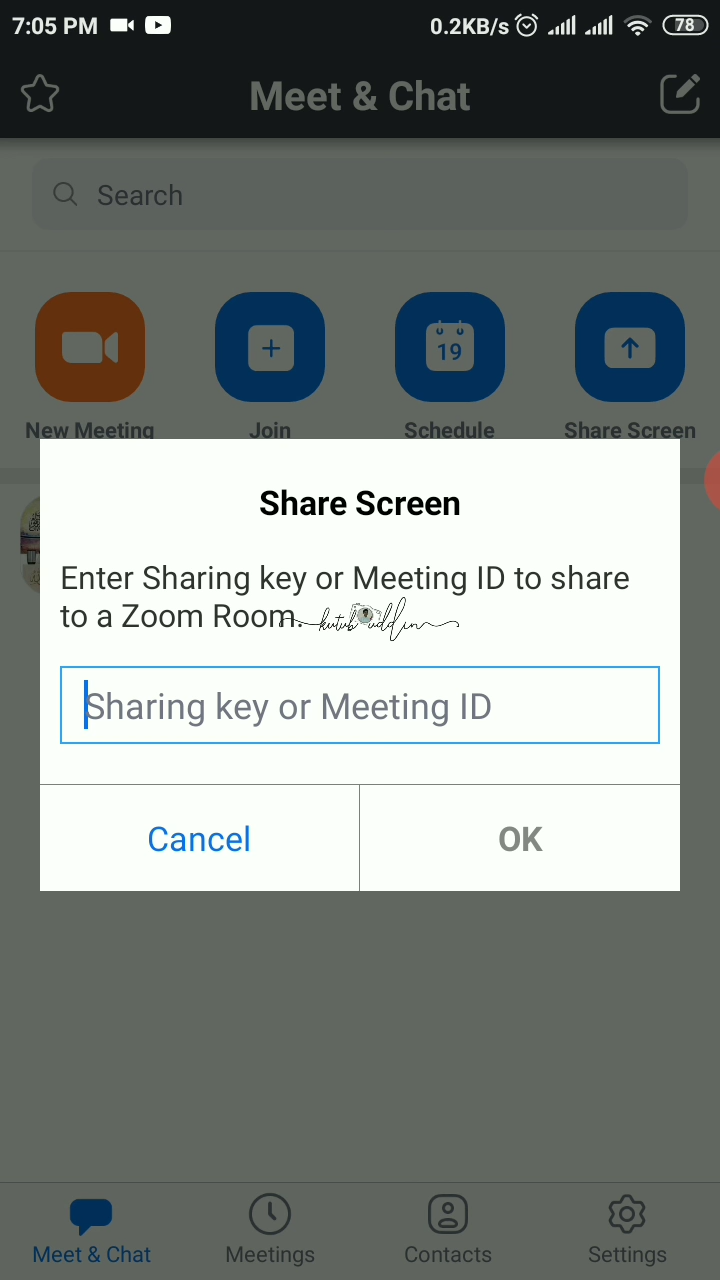 7:05 PM 0.2KB/s 78
Meet & Chat
Search
19
New Meeting Join Schedule Share Screen
Share Screen
Enter Sharing key or Meeting ID to share
to a Zoom Room.
kutub uddin
Sharing key or Meeting ID
Cancel OK
Meet & Chat Meetings Contacts Settings